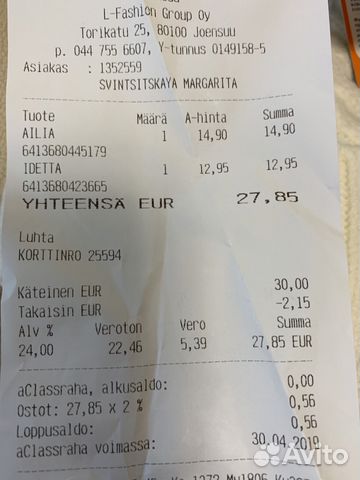 L-Fashion Group Oy
Torikatu 25, 80100 Joensuu
p. 044 755 6607, Y-tunnus 0149158-5
Asiakas : 1352559
SVINTSITSKAYA MARGARITA
Tuote Määrä A-hinta Summa
AILIA 1 14,90 14,90
6413680445179
IDETTA 1 12,95 12,95
6413680423665
YHTEENSÄ EUR 27,85
Luhta
KORTTINRO 25594
Käteinen EUR 30,00
Takaisin EUR -2,15
Alv % Veroton Vero Summa
24,00 22,46 5,39 27,85 EUR
aClassraha, alkusaldo: 0,00
Ostot: 27,85 x 2 % 0,56
Loppusaldo: 0,56
aClassraha voimassa: 30.04.2019
Avito